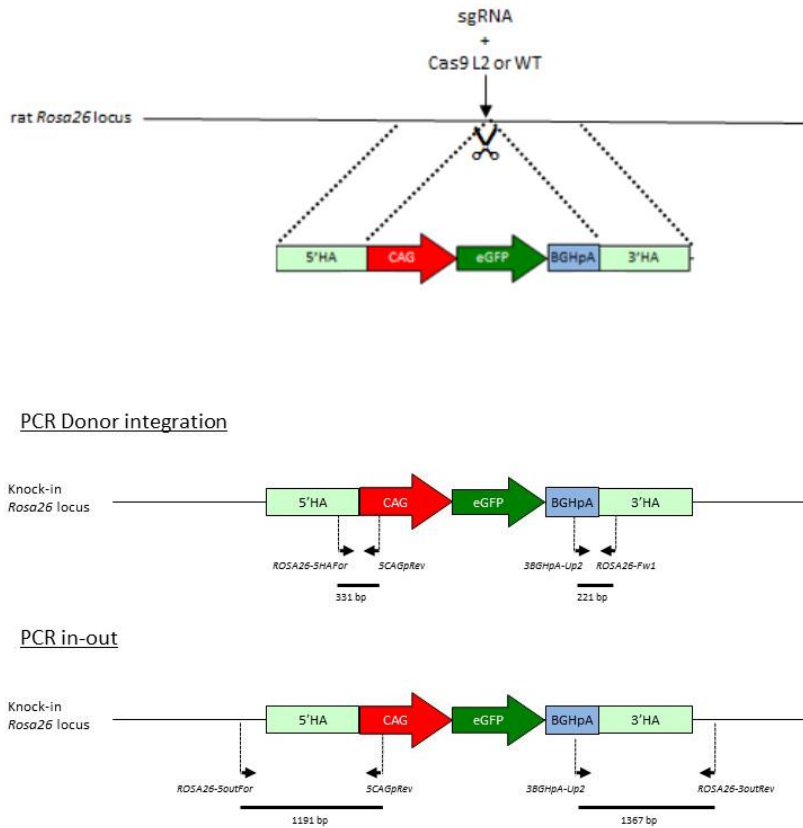 sgRNA
+
Cas9 L2 or WT
rat Rosa26 locus
5'HA CAG eGFP BGHpA 3'HA
PCR Donor integration
Knock-in
Rosa26 locus
5'HA CAG eGFP BGHpA 3'HA
ROSA26-5HAFor 5CAGpRev 3BGHpA-Up2 ROSA26-Fw1
331 bp 221 bp
PCR in-out
Knock-in
Rosa26 locus
5'HA CAG eGFP BGHpA 3'HA
ROSA26-5outFor 5CAGpRev 3BGHpA-Up2 ROSA26-3outRev
1191 bp 1367 bp